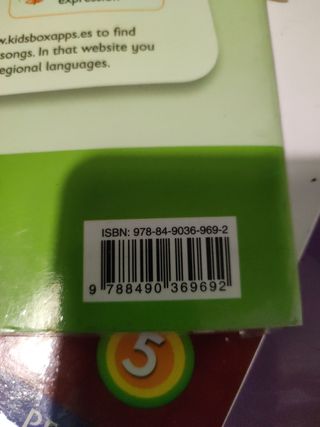 expression
w.kidsboxapps.es to find
songs. In that website you
egional languages.
ISBN: 978-84-9036-969-2
9 788490 369692
5